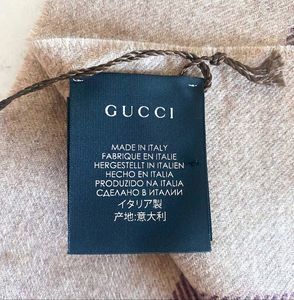 GUCCI
MADE IN ITALY
FABRIQUE EN ITALIE
HERGESTELLT IN ITALIEN
HECHO EN ITALIA
PRODUZIDO NA ITALIA
СДЕЛАНО В ИТАЛИИ
イタリア製
产地:意大利